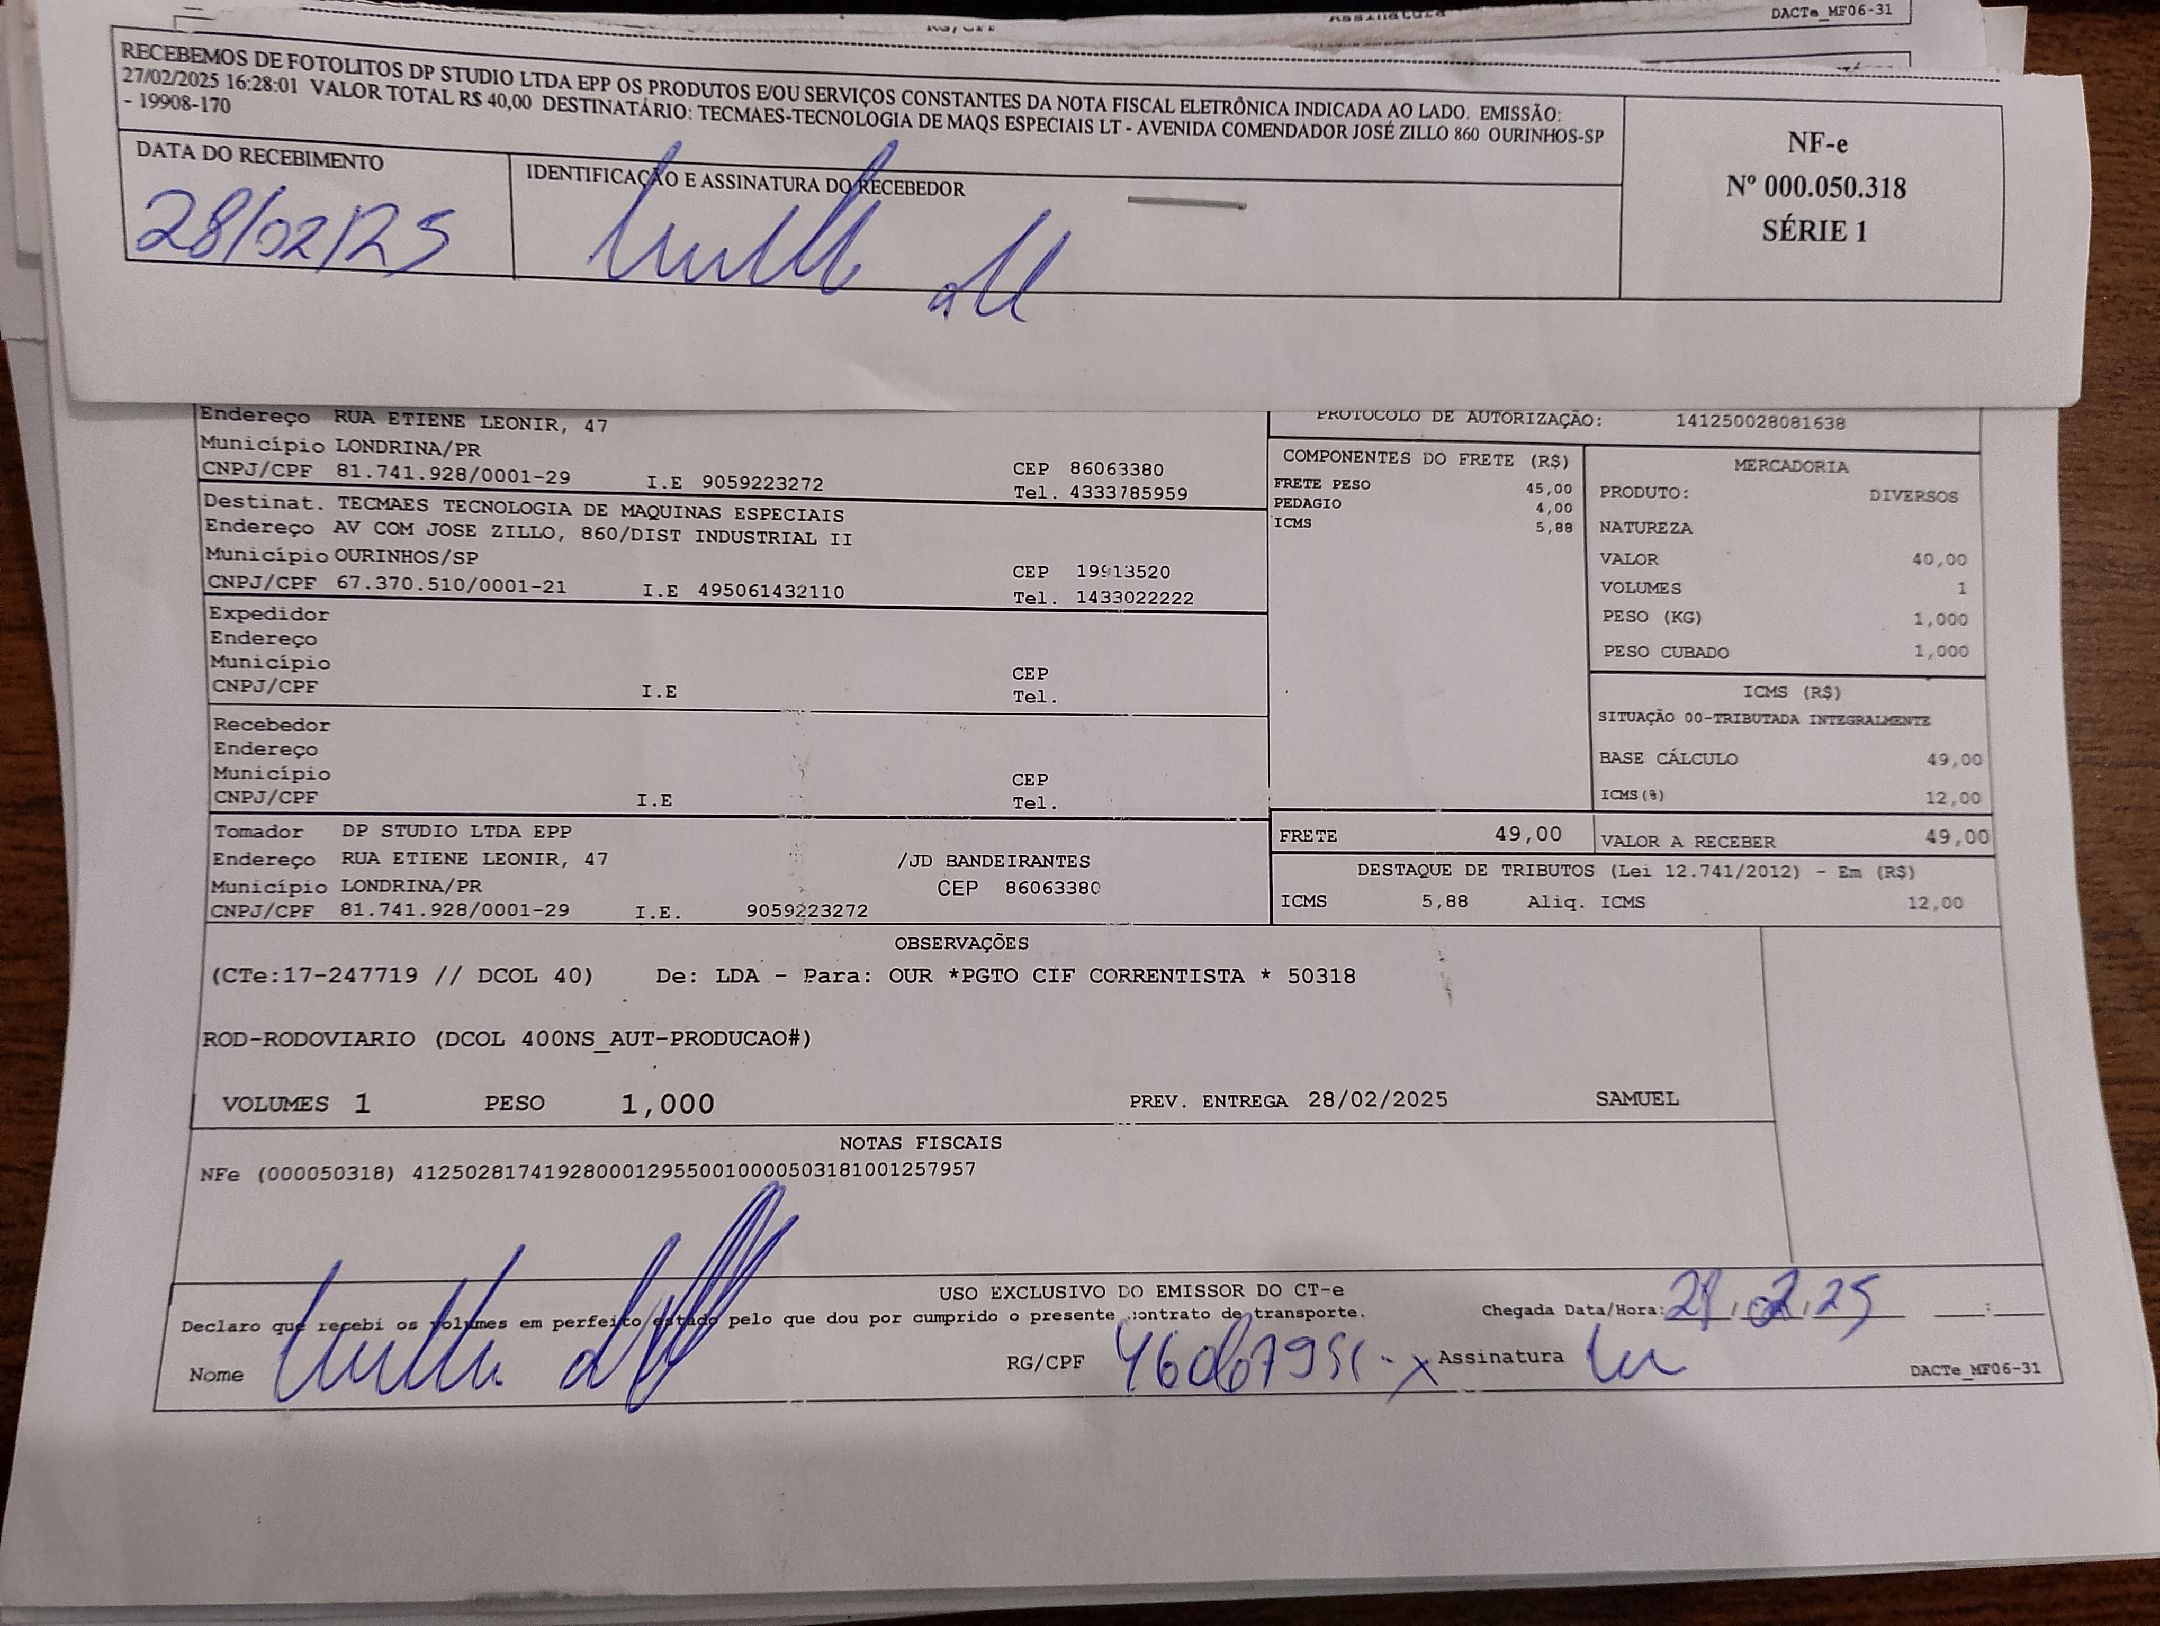 DACTe_MF06-31
RG/CPF
Assinatura
RECEBEMOS DE FOTOLITOS DP STUDIO LTDA EPP OS PRODUTOS E/OU SERVIÇOS CONSTANTES DA NOTA FISCAL ELETRÔNICA INDICADA AO LADO. EMISSÃO:
27/02/2025 16:28:01 VALOR TOTAL R$ 40,00 DESTINATÁRIO: TECMAES-TECNOLOGIA DE MAQS ESPECIAIS LT - AVENIDA COMENDADOR JOSÉ ZILLO 860 OURINHOS-SP
- 19908-170
DATA DO RECEBIMENTO
28/02/25
IDENTIFICAÇÃO E ASSINATURA DO RECEBEDOR
NF-e
Nº 000.050.318
SÉRIE 1
Endereço RUA ETIENE LEONIR, 47
Município LONDRINA/PR
CNPJ/CPF 81.741.928/0001-29 I.E 9059223272
CEP 86063380
Tel. 4333785959
Destinat. TECMAES TECNOLOGIA DE MAQUINAS ESPECIAIS
Endereço AV COM JOSE ZILLO, 860/DIST INDUSTRIAL II
Município OURINHOS/SP
CNPJ/CPF 67.370.510/0001-21 I.E 495061432110
CEP 19913520
Tel. 1433022222
Expedidor
Endereço
Município
CNPJ/CPF I.E
CEP
Tel.
Recebedor
Endereço
Município
CNPJ/CPF I.E
CEP
Tel.
Tomador DP STUDIO LTDA EPP
Endereço RUA ETIENE LEONIR, 47 /JD BANDEIRANTES
Município LONDRINA/PR CEP 86063380
CNPJ/CPF 81.741.928/0001-29 I.E. 9059223272
PROTOCOLO DE AUTORIZAÇÃO: 141250028081638
COMPONENTES DO FRETE (R$)
FRETE PESO 45,00
PEDAGIO 4,00
ICMS 5,88
MERCADORIA
PRODUTO: DIVERSOS
NATUREZA
VALOR 40,00
VOLUMES 1
PESO (KG) 1,000
PESO CUBADO 1,000
ICMS (R$)
SITUAÇÃO 00-TRIBUTADA INTEGRALMENTE
BASE CÁLCULO 49,00
ICMS(%) 12,00
FRETE 49,00 VALOR A RECEBER 49,00
DESTAQUE DE TRIBUTOS (Lei 12.741/2012) - Em (R$)
ICMS 5,88 Aliq. ICMS 12,00
OBSERVAÇÕES
(CTe:17-247719 // DCOL 40) De: LDA - Para: OUR *PGTO CIF CORRENTISTA * 50318
ROD-RODOVIARIO (DCOL 400NS_AUT-PRODUCAO#)
VOLUMES 1 PESO 1,000 PREV. ENTREGA 28/02/2025 SAMUEL
NOTAS FISCAIS
NFe (000050318) 41250281741928000129550010000503181001257957
USO EXCLUSIVO DO EMISSOR DO CT-e
Declaro que recebi os volumes em perfeito estado pelo que dou por cumprido o presente contrato de transporte.
Chegada Data/Hora: 28/02/25 __:__
Nome
RG/CPF
Assinatura
DACTe_MF06-31